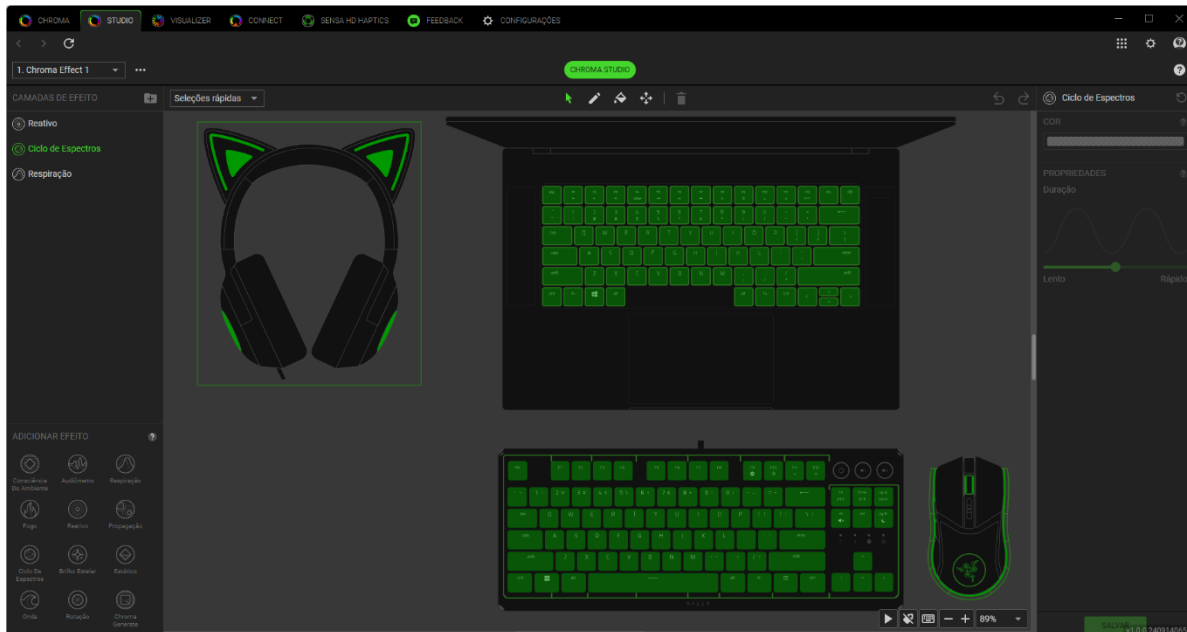 CHROMA
STUDIO
VISUALIZER
CONNECT
SENSA HD HAPTICS
FEEDBACK
CONFIGURAÇÕES
1. Chroma Effect 1
CHROMA STUDIO
CAMADAS DE EFEITO
Seleções rápidas
Ciclo de Espectros
Reativo
Ciclo de Espectros
Respiração
COR
PROPRIEDADES
Duração
Lento
Rápido
ADICIONAR EFEITO
Consciência
Do Ambiente
Audiômetro
Respiração
Fogo
Reativo
Propagação
Ciclo De
Espectros
Brilho Estelar
Estático
Onda
Rotação
Chroma
Generate
RAZER
89%
SALVAR